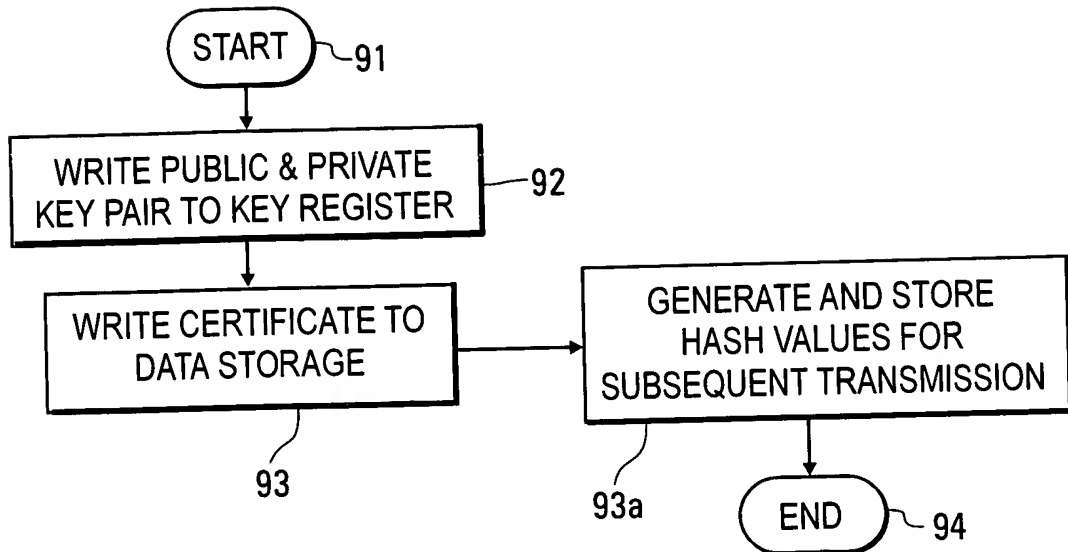 START
91
WRITE PUBLIC & PRIVATE
KEY PAIR TO KEY REGISTER
92
WRITE CERTIFICATE TO
DATA STORAGE
93
GENERATE AND STORE
HASH VALUES FOR
SUBSEQUENT TRANSMISSION
93a
END
94